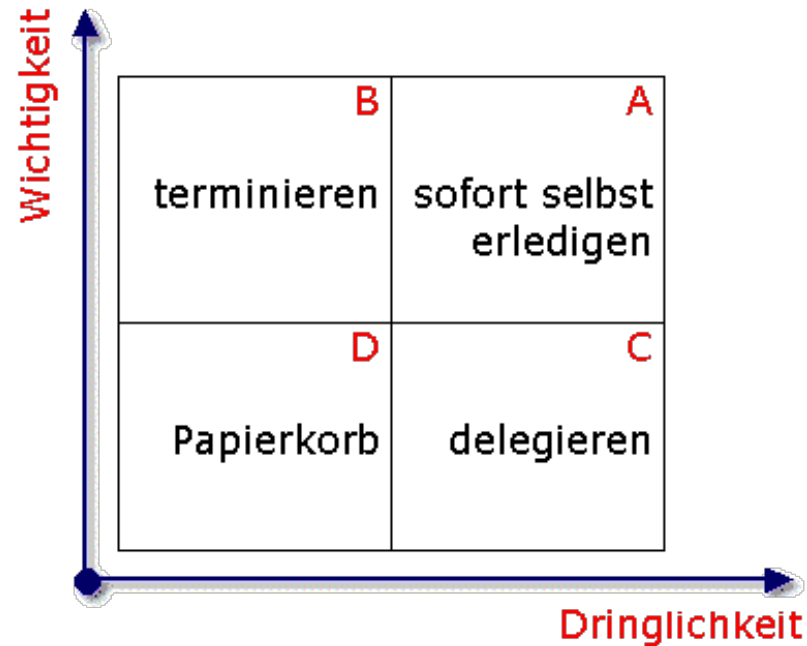 Wichtigkeit
B
terminieren
A
sofort selbst
erledigen
D
Papierkorb
C
delegieren
Dringlichkeit